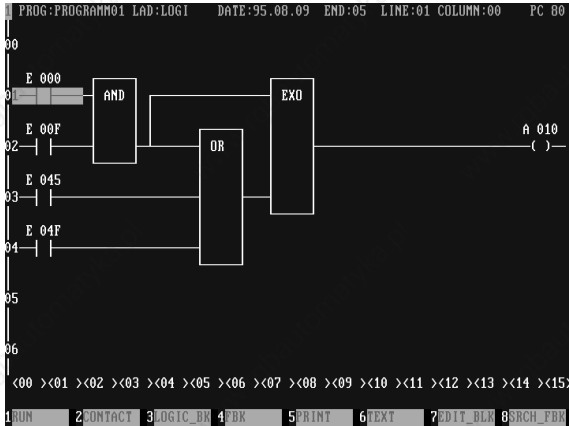 PROG:PROGRAMM01 LAD:LOGI DATE:95.08.09 END:05 LINE:01 COLUMN:00 PC 80
00
E 000
01 AND EXO
E 00F A 010
02 OR ( )
E 045
03
E 04F
04
05
06
<00 ><01 ><02 ><03 ><04 ><05 ><06 ><07 ><08 ><09 ><10 ><11 ><12 ><13 ><14 ><15>
1RUN 2CONTACT 3LOGIC_BK 4FBK 5PRINT 6TEXT 7EDIT_BLK 8SRCH_FBK